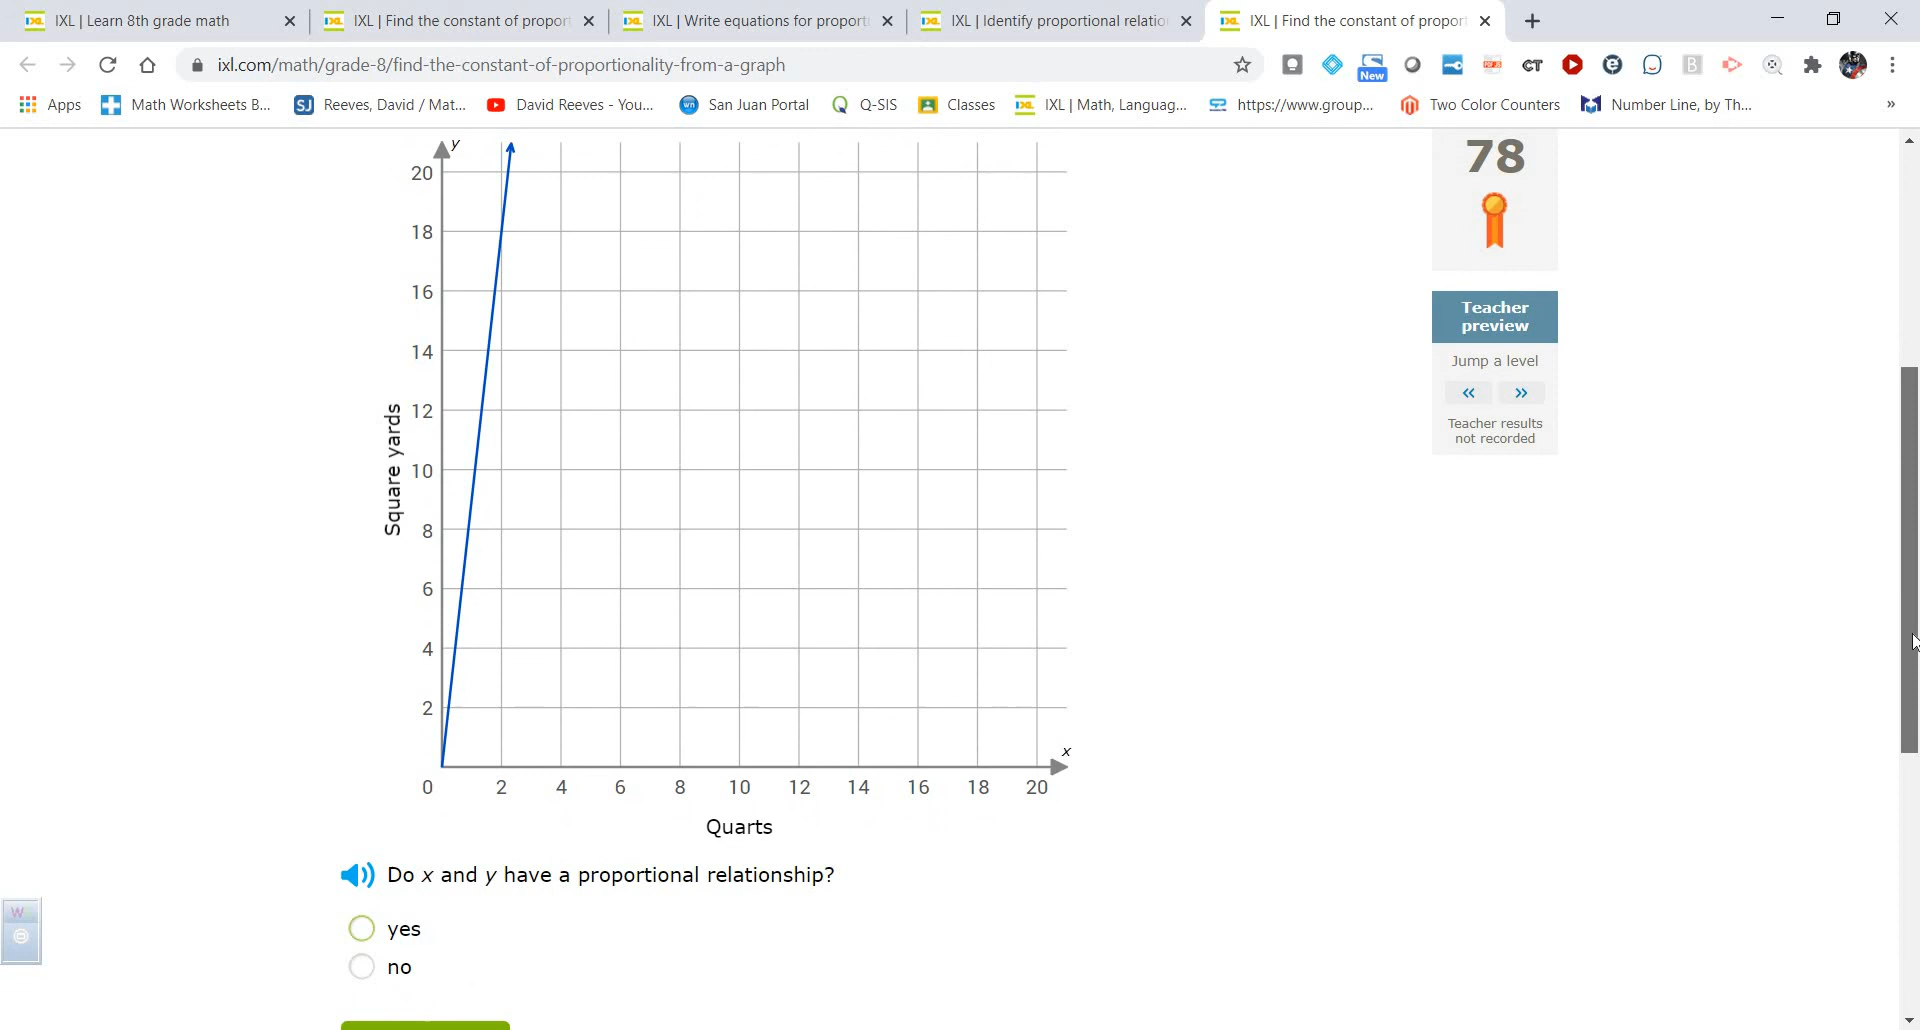 IXL | Learn 8th grade math
IXL | Find the constant of propor
IXL | Write equations for proport
IXL | Identify proportional relatio
IXL | Find the constant of propor
ixl.com/math/grade-8/find-the-constant-of-proportionality-from-a-graph
New
CT
Apps
Math Worksheets B...
SJ
Reeves, David / Mat...
David Reeves - You...
wn
San Juan Portal
Q-SIS
Classes
IXL | Math, Languag...
https://www.group...
Two Color Counters
Number Line, by Th...
»
y
20
18
16
14
12
10
8
6
4
2
Square yards
x
0 2 4 6 8 10 12 14 16 18 20
Quarts
78
Teacher
preview
Jump a level
« »
Teacher results
not recorded
Do x and y have a proportional relationship?
yes
no
W